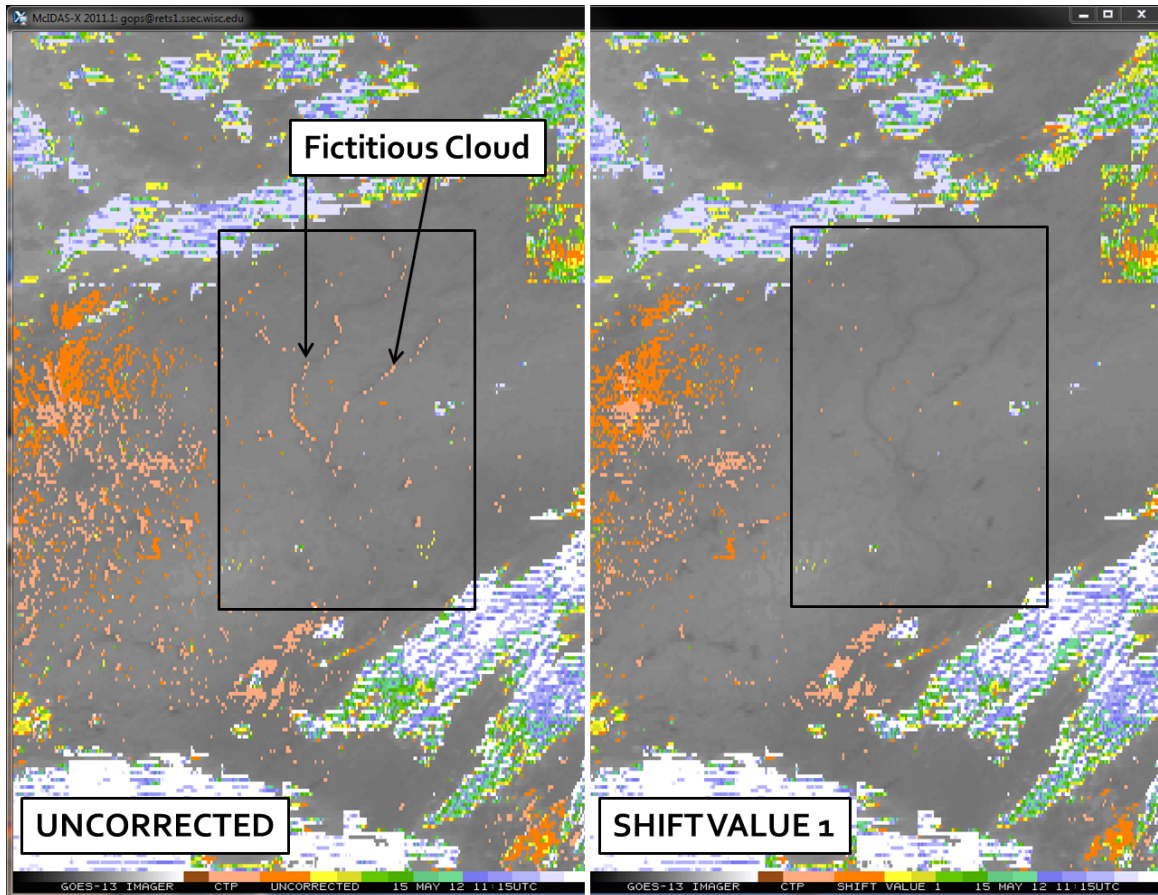 McIDAS-X 2011.1: gops@rets1.ssec.wisc.edu
Fictitious Cloud
UNCORRECTED
SHIFT VALUE 1
GOES-13 IMAGER CTP UNCORRECTED 15 MAY 12 11:15UTC
GOES-13 IMAGER CTP SHIFT VALUE 1 15 MAY 12 11:15UTC